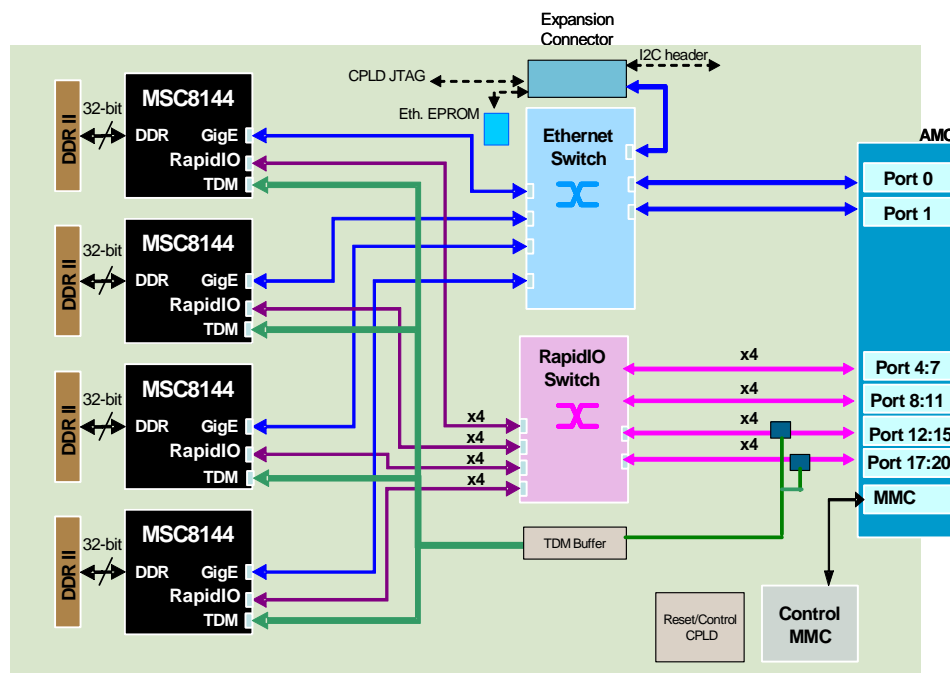 Expansion
Connector
I2C header
CPLD JTAG
Eth. EPROM
MSC8144
32-bit
DDR II
DDR
GigE
RapidIO
TDM
MSC8144
32-bit
DDR II
DDR
GigE
RapidIO
TDM
MSC8144
32-bit
DDR II
DDR
GigE
RapidIO
TDM
MSC8144
32-bit
DDR II
DDR
GigE
RapidIO
TDM
Ethernet
Switch
RapidIO
Switch
x4
x4
x4
x4
x4
x4
x4
x4
TDM Buffer
Reset/Control
CPLD
Control
MMC
AMC
Port 0
Port 1
Port 4:7
Port 8:11
Port 12:15
Port 17:20
MMC